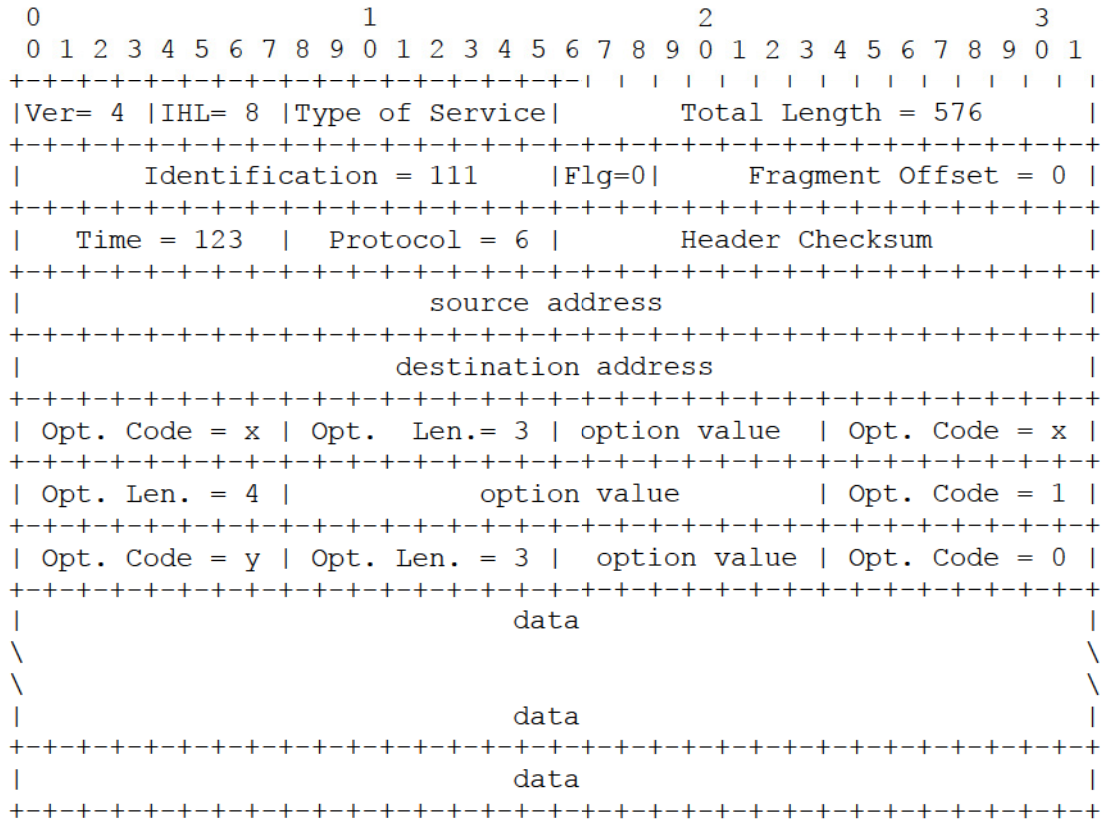 0                   1                   2                   3
 0 1 2 3 4 5 6 7 8 9 0 1 2 3 4 5 6 7 8 9 0 1 2 3 4 5 6 7 8 9 0 1
+-+-+-+-+-+-+-+-+-+-+-+-+-+-+-+-+-| | | | | | | | | | | | | | | |
|Ver= 4 |IHL= 8 |Type of Service|       Total Length = 576      |
+-+-+-+-+-+-+-+-+-+-+-+-+-+-+-+-+-+-+-+-+-+-+-+-+-+-+-+-+-+-+-+-+
|       Identification = 111    |Flg=0|     Fragment Offset = 0 |
+-+-+-+-+-+-+-+-+-+-+-+-+-+-+-+-+-+-+-+-+-+-+-+-+-+-+-+-+-+-+-+-+
|   Time = 123  |  Protocol = 6 |       Header Checksum         |
+-+-+-+-+-+-+-+-+-+-+-+-+-+-+-+-+-+-+-+-+-+-+-+-+-+-+-+-+-+-+-+-+
|                        source address                         |
+-+-+-+-+-+-+-+-+-+-+-+-+-+-+-+-+-+-+-+-+-+-+-+-+-+-+-+-+-+-+-+-+
|                      destination address                      |
+-+-+-+-+-+-+-+-+-+-+-+-+-+-+-+-+-+-+-+-+-+-+-+-+-+-+-+-+-+-+-+-+
| Opt. Code = x | Opt.  Len.= 3 | option value  | Opt. Code = x |
+-+-+-+-+-+-+-+-+-+-+-+-+-+-+-+-+-+-+-+-+-+-+-+-+-+-+-+-+-+-+-+-+
| Opt. Len. = 4 |           option value        | Opt. Code = 1 |
+-+-+-+-+-+-+-+-+-+-+-+-+-+-+-+-+-+-+-+-+-+-+-+-+-+-+-+-+-+-+-+-+
| Opt. Code = y | Opt. Len. = 3 |  option value | Opt. Code = 0 |
+-+-+-+-+-+-+-+-+-+-+-+-+-+-+-+-+-+-+-+-+-+-+-+-+-+-+-+-+-+-+-+-+
|                             data                              |
\                                                               \
\                                                               \
|                             data                              |
+-+-+-+-+-+-+-+-+-+-+-+-+-+-+-+-+-+-+-+-+-+-+-+-+-+-+-+-+-+-+-+-+
|                             data                              |
+-+-+-+-+-+-+-+-+-+-+-+-+-+-+-+-+-+-+-+-+-+-+-+-+-+-+-+-+-+-+-+-+